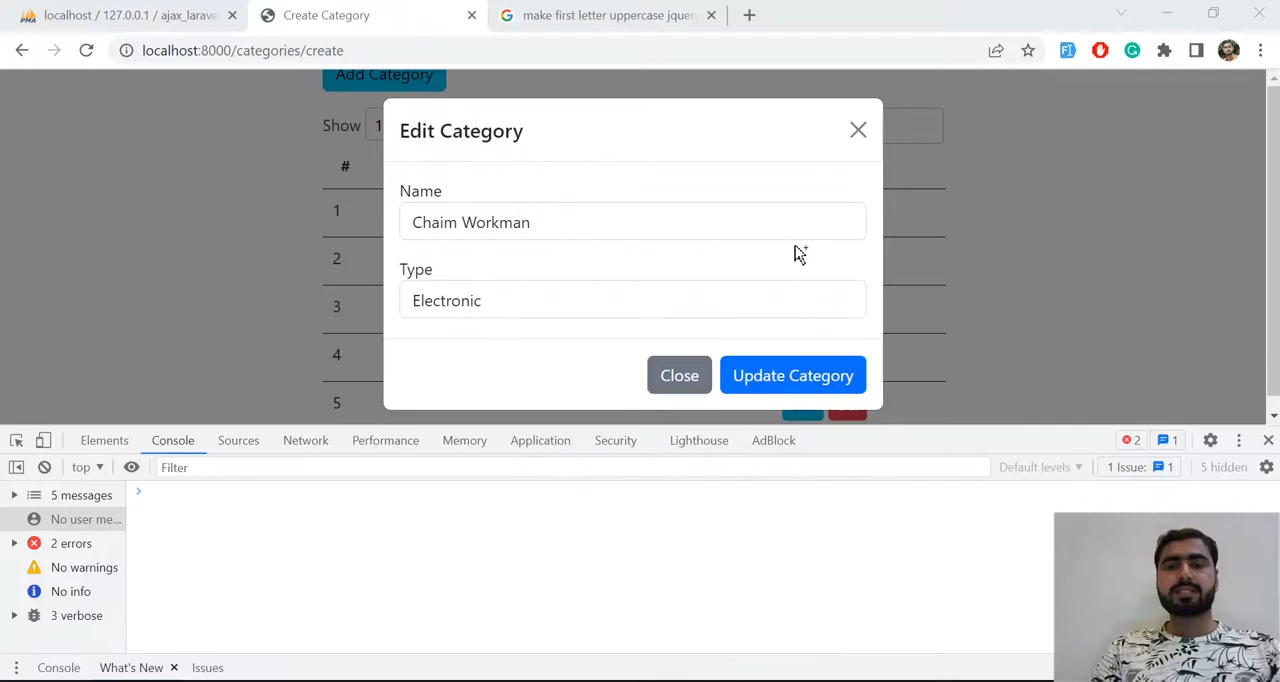 localhost / 127.0.0.1 / ajax_larave
Create Category
make first letter uppercase jquer
localhost:8000/categories/create
Add Category
Show 1
#
1
2
3
4
5
Edit Category
Name
Chaim Workman
Type
Electronic
Close
Update Category
Elements
Console
Sources
Network
Performance
Memory
Application
Security
Lighthouse
AdBlock
2
1
top
Filter
Default levels
1 Issue: 1
5 hidden
5 messages
No user me...
2 errors
No warnings
No info
3 verbose
Console
What's New
Issues